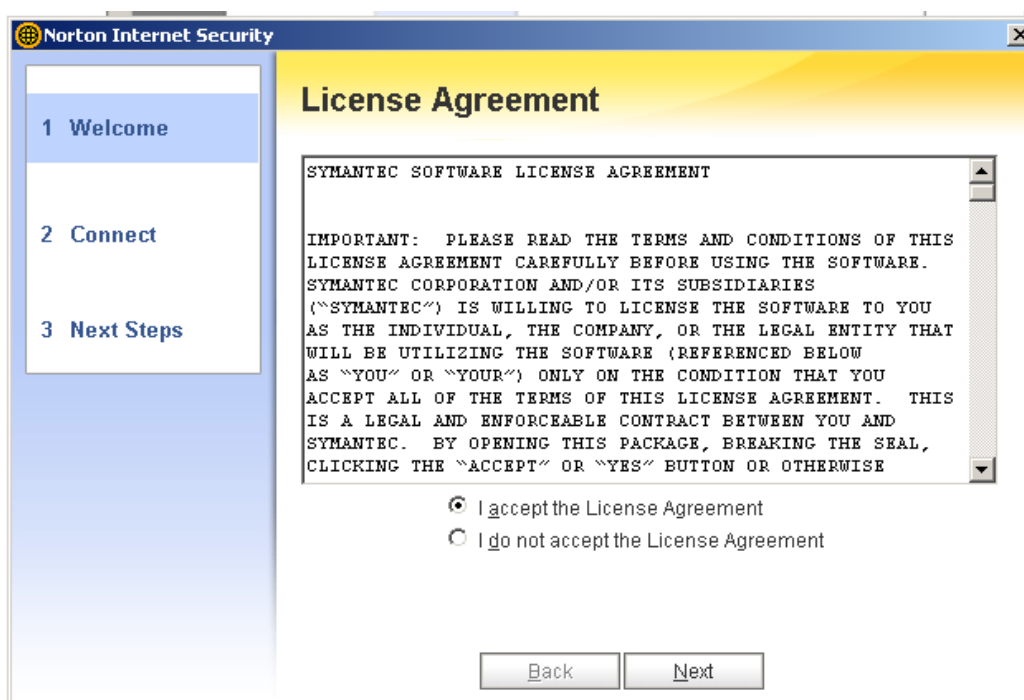 Norton Internet Security
1 Welcome
2 Connect
3 Next Steps
License Agreement
SYMANTEC SOFTWARE LICENSE AGREEMENT
IMPORTANT:  PLEASE READ THE TERMS AND CONDITIONS OF THIS
LICENSE AGREEMENT CAREFULLY BEFORE USING THE SOFTWARE.
SYMANTEC CORPORATION AND/OR ITS SUBSIDIARIES
("SYMANTEC") IS WILLING TO LICENSE THE SOFTWARE TO YOU
AS THE INDIVIDUAL, THE COMPANY, OR THE LEGAL ENTITY THAT
WILL BE UTILIZING THE SOFTWARE (REFERENCED BELOW
AS "YOU" OR "YOUR") ONLY ON THE CONDITION THAT YOU
ACCEPT ALL OF THE TERMS OF THIS LICENSE AGREEMENT.  THIS
IS A LEGAL AND ENFORCEABLE CONTRACT BETWEEN YOU AND
SYMANTEC.  BY OPENING THIS PACKAGE, BREAKING THE SEAL,
CLICKING THE "ACCEPT" OR "YES" BUTTON OR OTHERWISE
I accept the License Agreement
I do not accept the License Agreement
Back
Next